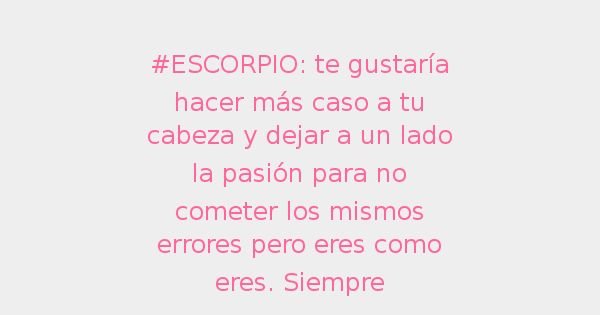 #ESCORPIO: te gustaría
hacer más caso a tu
cabeza y dejar a un lado
la pasión para no
cometer los mismos
errores pero eres como
eres. Siempre